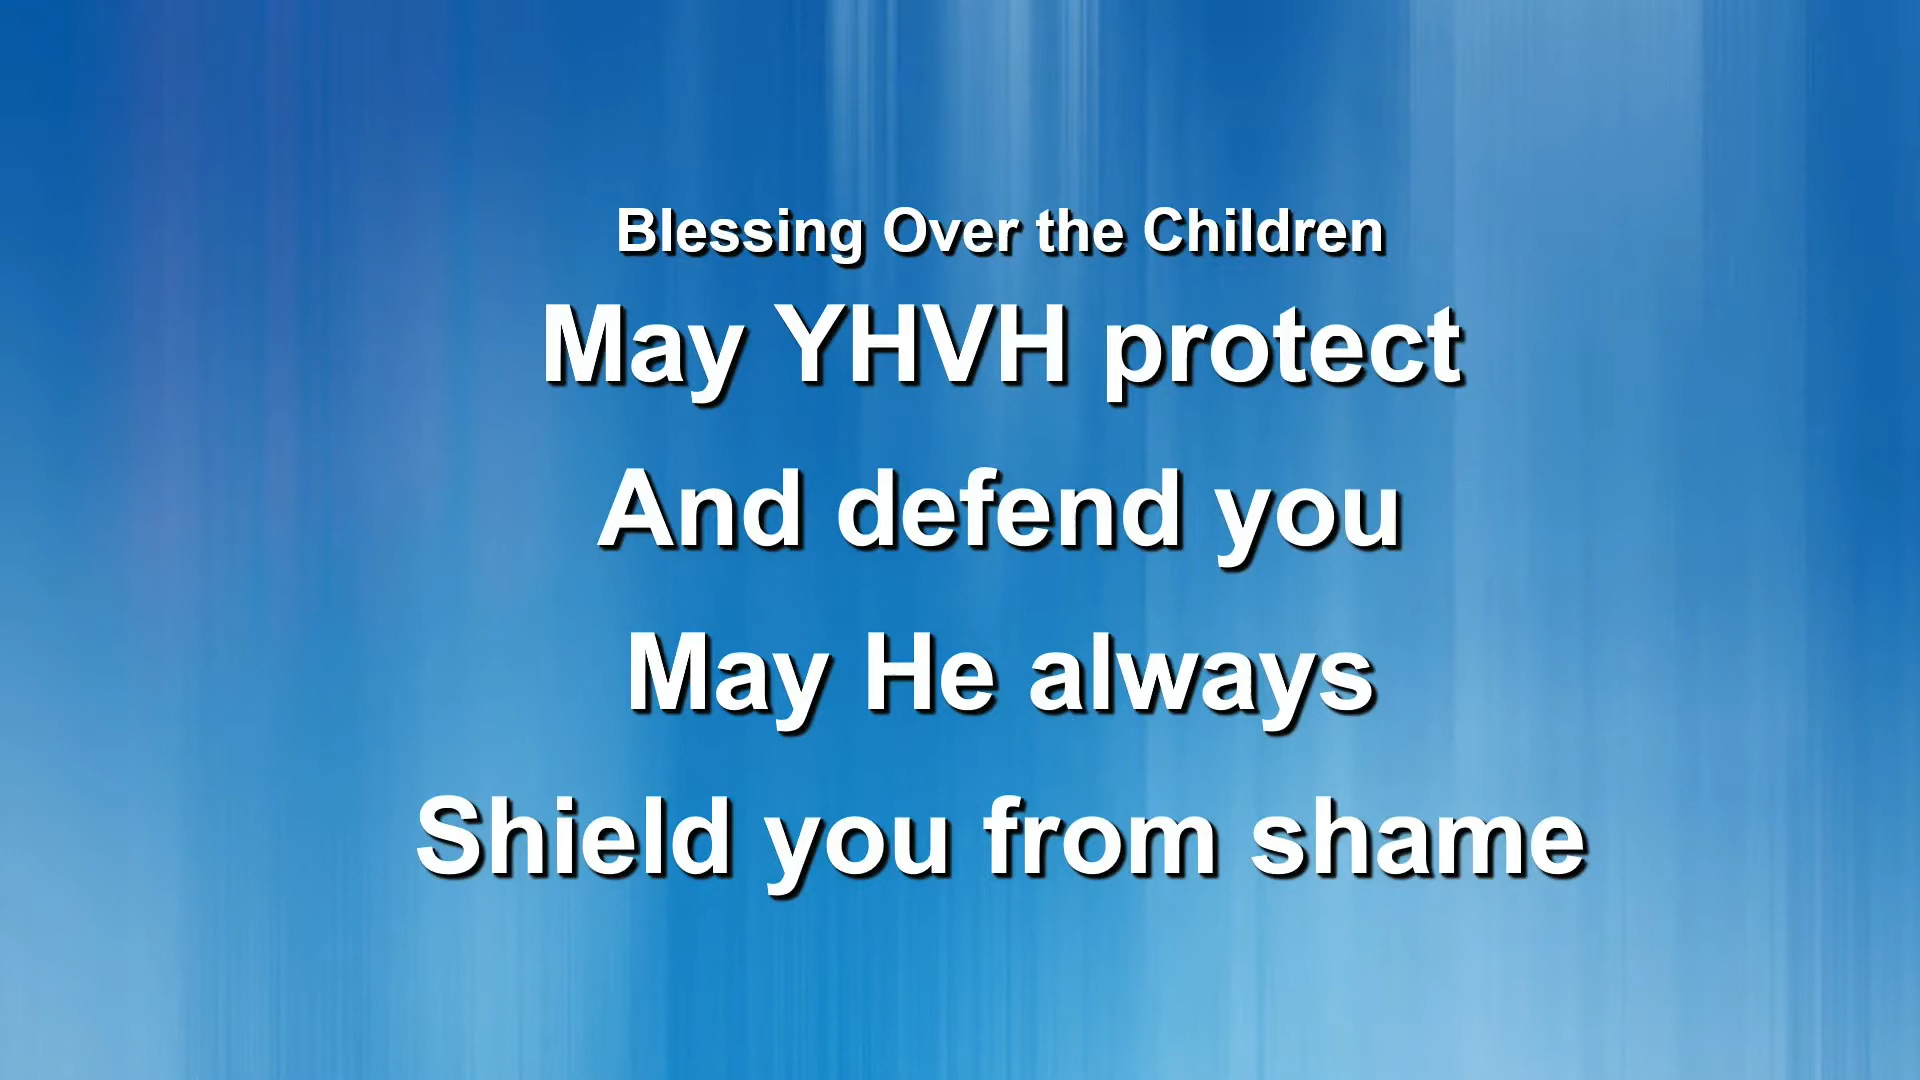 Blessing Over the Children
May YHVH protect
And defend you
May He always
Shield you from shame